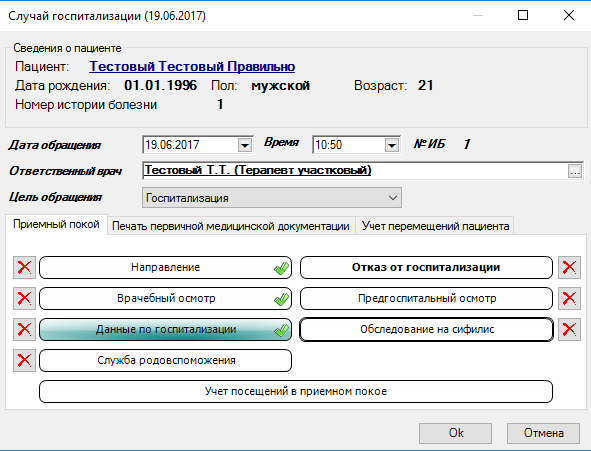 Случай госпитализации (19.06.2017)
Сведения о пациенте
Пациент: Тестовый Тестовый Правильно
Дата рождения: 01.01.1996 Пол: мужской Возраст: 21
Номер истории болезни 1
Дата обращения 19.06.2017 Время 10:50 № ИБ 1
Ответственный врач Тестовый Т.Т. (Терапевт участковый) ...
Цель обращения Госпитализация
Приемный покой Печать первичной медицинской документации Учет перемещений пациента
Направление Отказ от госпитализации
Врачебный осмотр Предгоспитальный осмотр
Данные по госпитализации Обследование на сифилис
Служба родовспоможения
Учет посещений в приемном покое
Ok Отмена